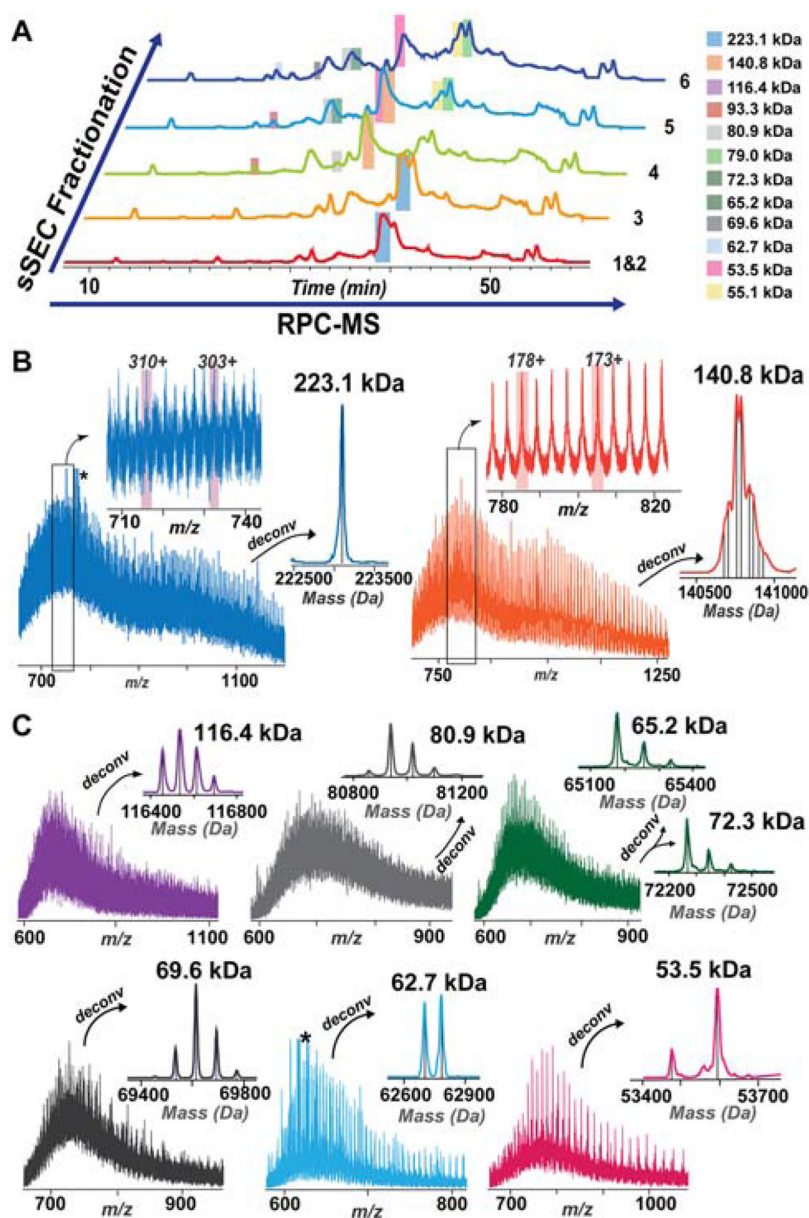 A
sSEC Fractionation
6
5
4
3
1&2
10
Time (min)
50
RPC-MS
223.1 kDa
140.8 kDa
116.4 kDa
93.3 kDa
80.9 kDa
79.0 kDa
72.3 kDa
65.2 kDa
69.6 kDa
62.7 kDa
53.5 kDa
55.1 kDa
B
310+ 303+
710 m/z 740
*
223.1 kDa
deconv
222500 223500
Mass (Da)
700 m/z 1100
178+ 173+
780 m/z 820
140.8 kDa
deconv
140500 141000
Mass (Da)
750 m/z 1250
C
116.4 kDa
deconv
116400 116800
Mass (Da)
600 m/z 1100
80.9 kDa
80800 81200
Mass (Da)
deconv
600 m/z 900
65.2 kDa
65100 65400
Mass (Da)
deconv
72.3 kDa
72200 72500
Mass (Da)
600 m/z 900
69.6 kDa
deconv
69400 69800
Mass (Da)
700 m/z 900
62.7 kDa
*
deconv
62600 62900
Mass (Da)
600 m/z 800
53.5 kDa
deconv
53400 53700
Mass (Da)
700 m/z 1000